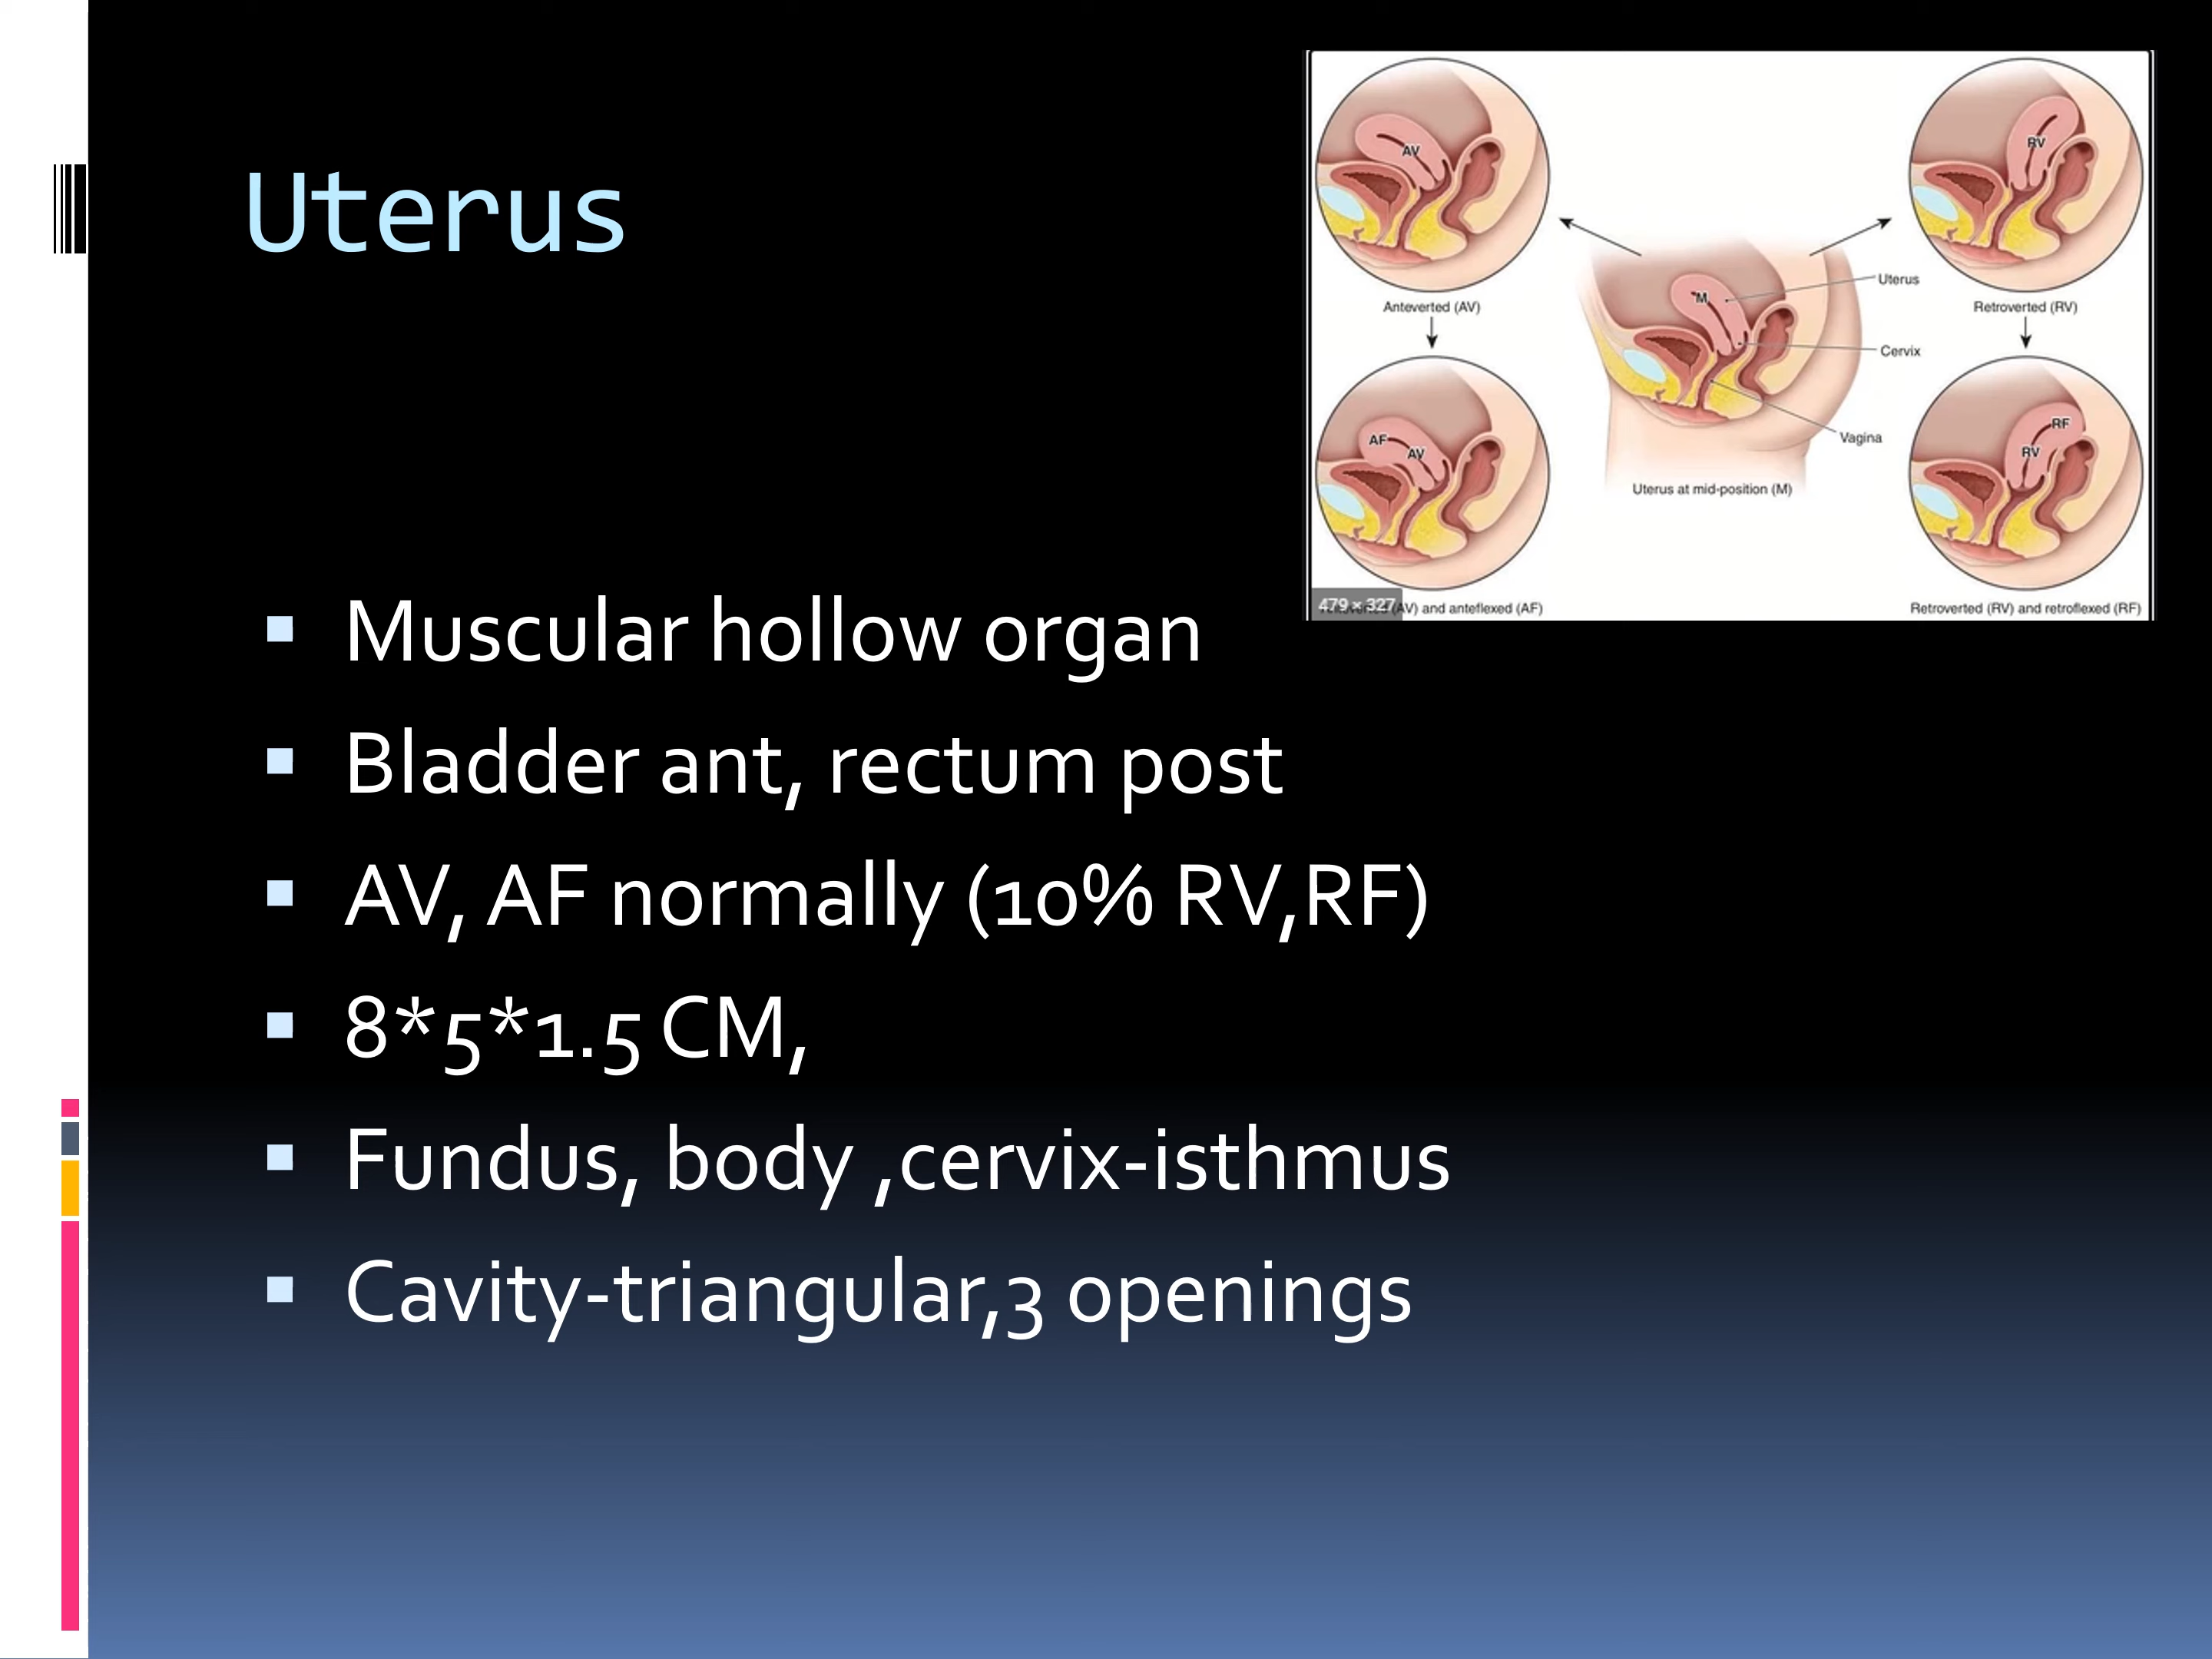 Uterus
AV
RV
Anteverted (AV)
Retroverted (RV)
M
Uterus
Cervix
Vagina
Uterus at mid-position (M)
AF
AV
RF
RV
479 × 327
(AV) and anteflexed (AF)
Retroverted (RV) and retroflexed (RF)
Muscular hollow organ
Bladder ant, rectum post
AV, AF normally (10% RV,RF)
8*5*1.5 CM,
Fundus, body ,cervix-isthmus
Cavity-triangular,3 openings